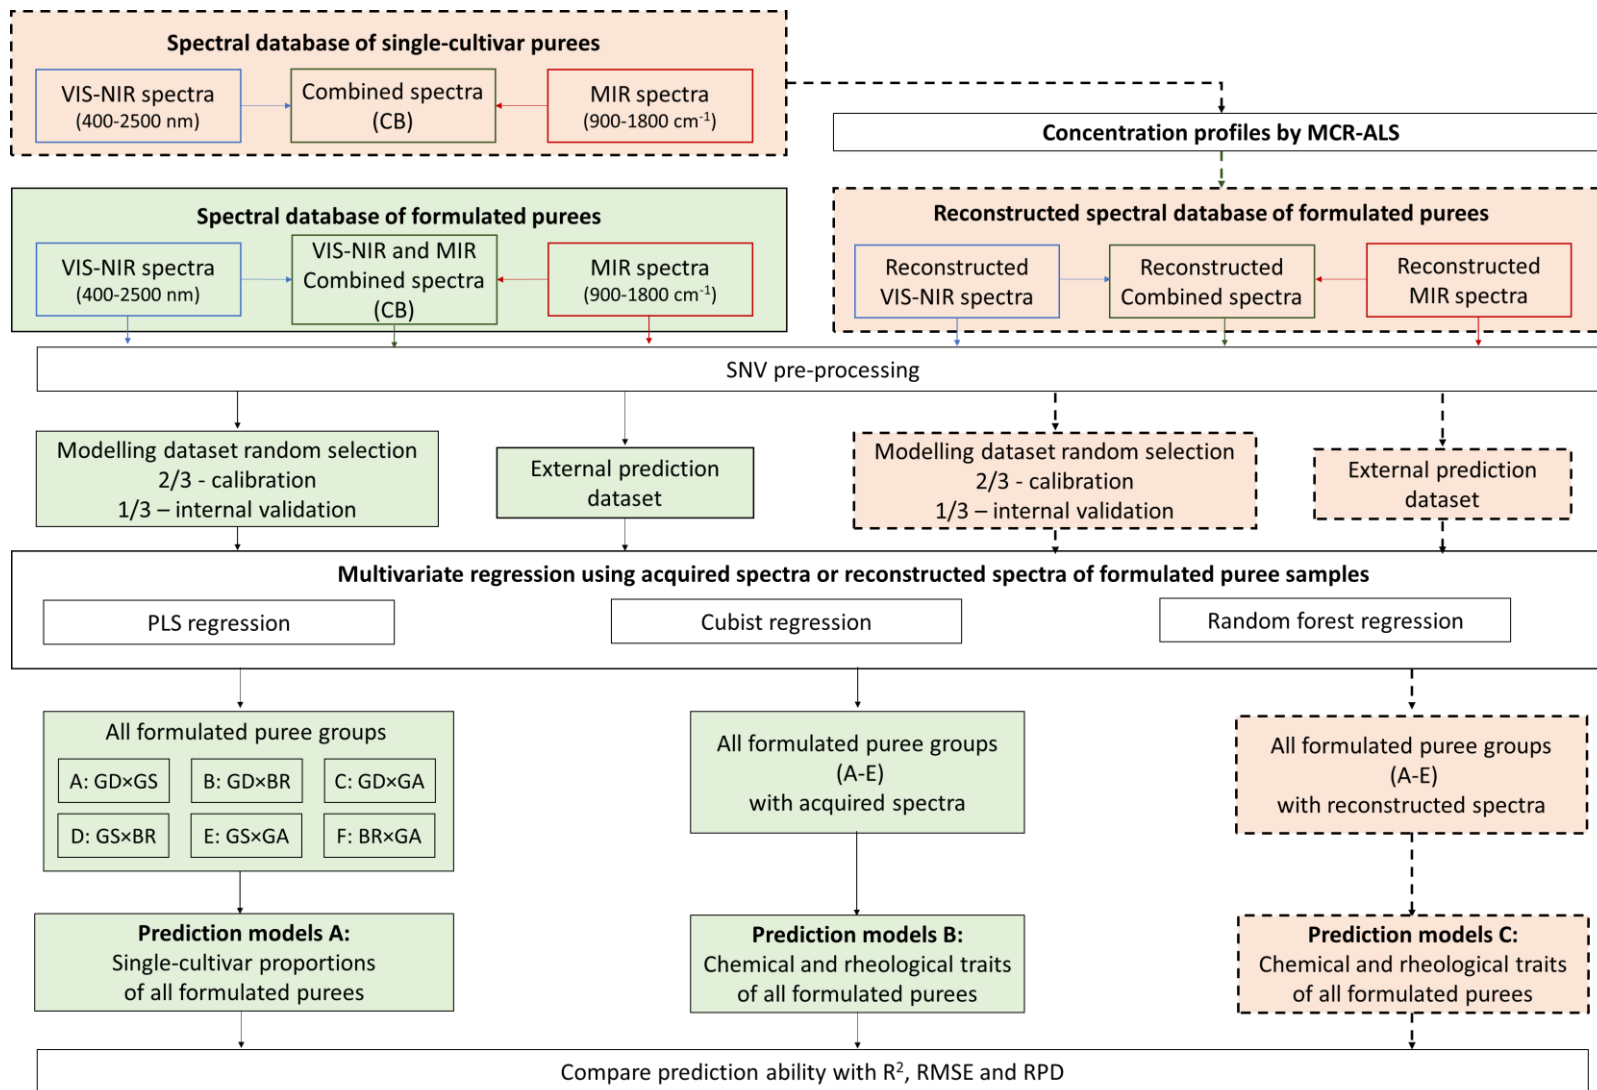 Spectral database of single-cultivar purees
VIS-NIR spectra
(400-2500 nm)
Combined spectra
(CB)
MIR spectra
(900-1800 cm⁻¹)
Concentration profiles by MCR-ALS
Spectral database of formulated purees
VIS-NIR spectra
(400-2500 nm)
VIS-NIR and MIR
Combined spectra
(CB)
MIR spectra
(900-1800 cm⁻¹)
Reconstructed spectral database of formulated purees
Reconstructed
VIS-NIR spectra
Reconstructed
Combined spectra
Reconstructed
MIR spectra
SNV pre-processing
Modelling dataset random selection
2/3 - calibration
1/3 – internal validation
External prediction
dataset
Modelling dataset random selection
2/3 - calibration
1/3 – internal validation
External prediction
dataset
Multivariate regression using acquired spectra or reconstructed spectra of formulated puree samples
PLS regression
Cubist regression
Random forest regression
All formulated puree groups
A: GD×GS
B: GD×BR
C: GD×GA
D: GS×BR
E: GS×GA
F: BR×GA
All formulated puree groups
(A-E)
with acquired spectra
All formulated puree groups
(A-E)
with reconstructed spectra
Prediction models A:
Single-cultivar proportions
of all formulated purees
Prediction models B:
Chemical and rheological traits
of all formulated purees
Prediction models C:
Chemical and rheological traits
of all formulated purees
Compare prediction ability with R², RMSE and RPD